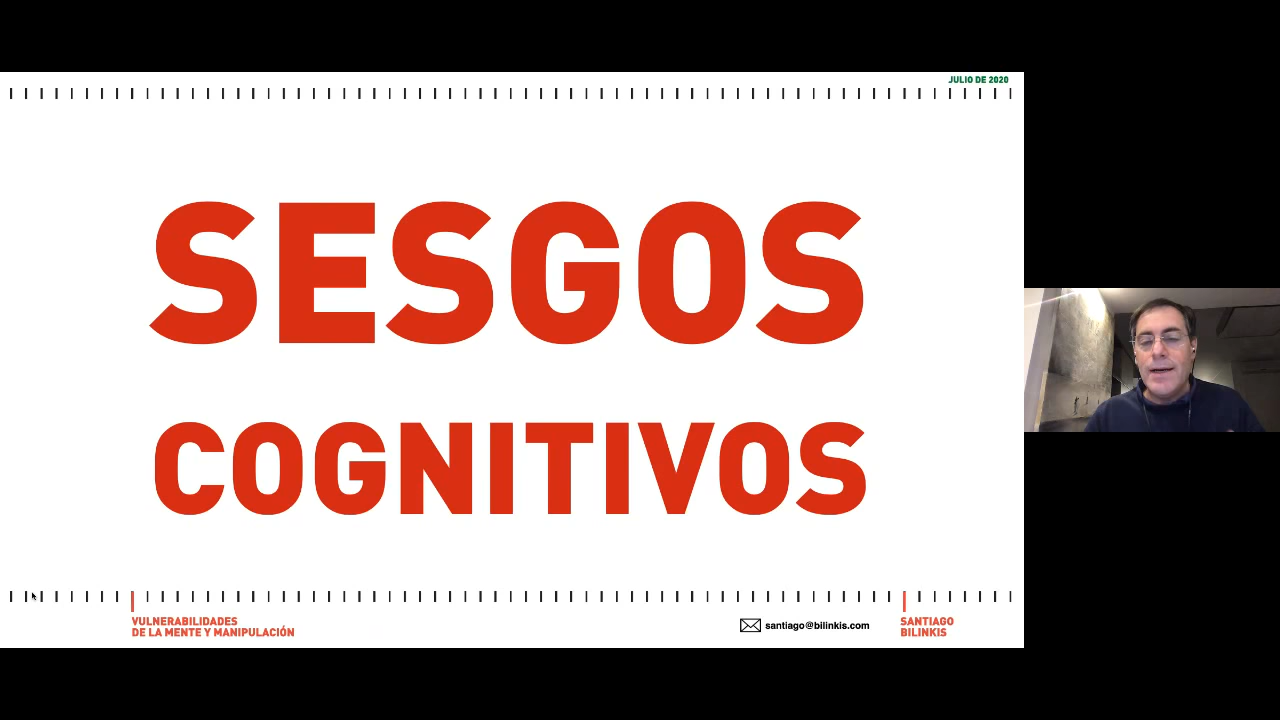 JULIO DE 2020
SESGOS
COGNITIVOS
VULNERABILIDADES
DE LA MENTE Y MANIPULACIÓN
santiago@bilinkis.com
SANTIAGO
BILINKIS